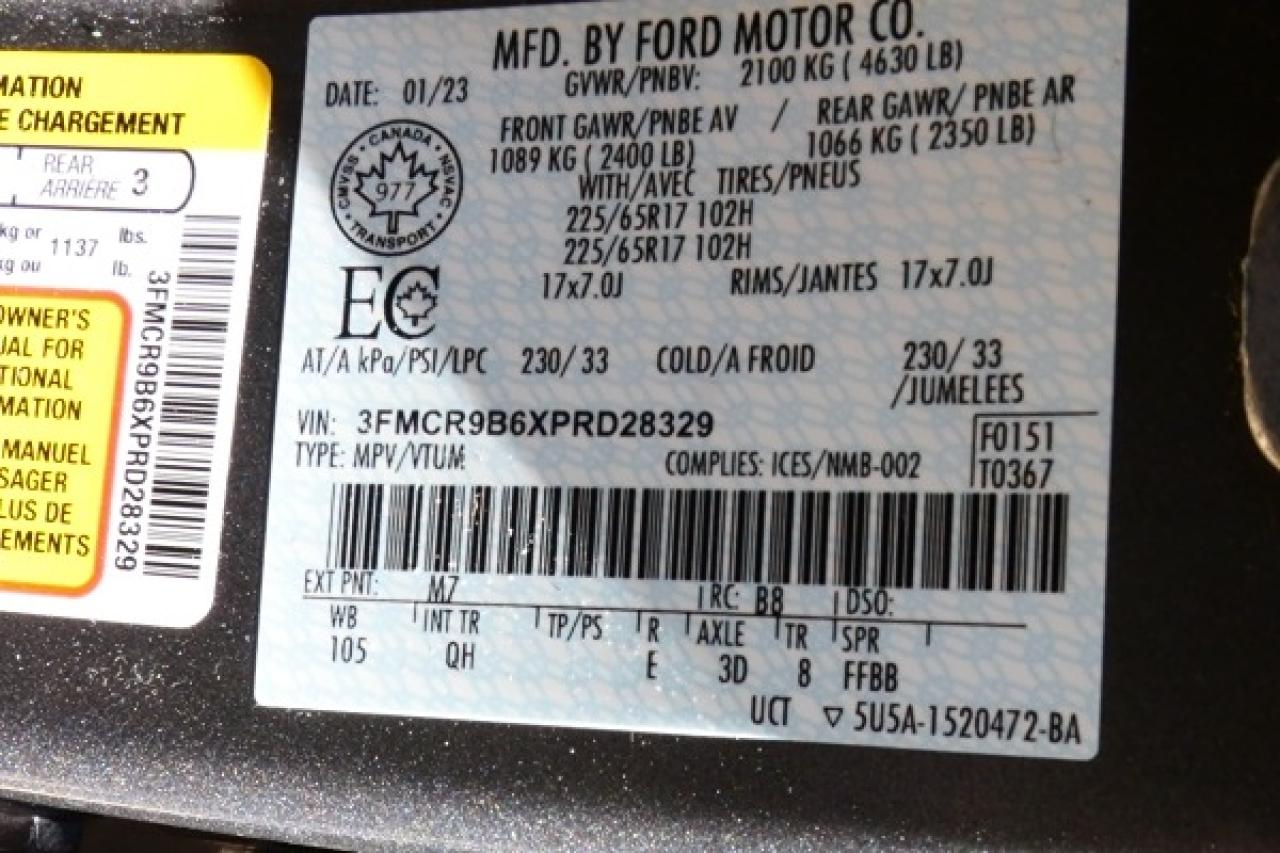 MATION
E CHARGEMENT
REAR
ARRIÈRE 3
kg or 1137 lbs.
kg ou lb.
OWNER'S
UAL FOR
TIONAL
MATION
MANUEL
SAGER
LUS DE
EMENTS
3FMCR9B6XPRD28329
MFD. BY FORD MOTOR CO.
DATE: 01/23 GVWR/PNBV: 2100 KG ( 4630 LB)
FRONT GAWR/PNBE AV / REAR GAWR/ PNBE AR
1089 KG ( 2400 LB) 1066 KG ( 2350 LB)
WITH/AVEC TIRES/PNEUS
225/65R17 102H
225/65R17 102H
17x7.0J RIMS/JANTES 17x7.0J
CANADA
CMVSS NSVAC
977
TRANSPORT
EC
AT/A kPa/PSI/LPC 230/ 33 COLD/A FROID 230/ 33
/JUMELEES
VIN: 3FMCR9B6XPRD28329
F0151
TYPE: MPV/VTUM COMPLIES: ICES/NMB-002
T0367
EXT PNT: M7 RC: B8 DSO:
WB INT TR TP/PS R AXLE TR SPR
105 QH E 3D 8 FFBB
UCT ▽ 5U5A-1520472-BA